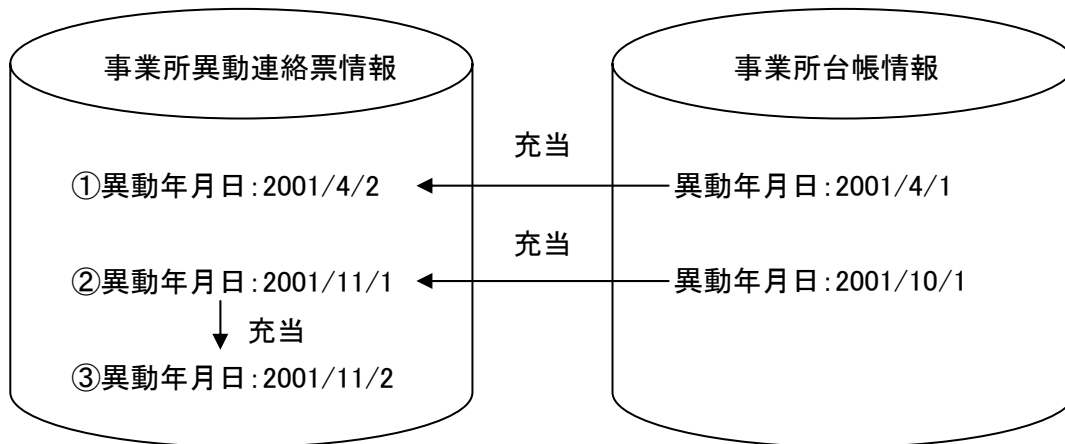 事業所異動連絡票情報
事業所台帳情報
充当
①異動年月日:2001/4/2
異動年月日:2001/4/1
充当
②異動年月日:2001/11/1
異動年月日:2001/10/1
充当
③異動年月日:2001/11/2